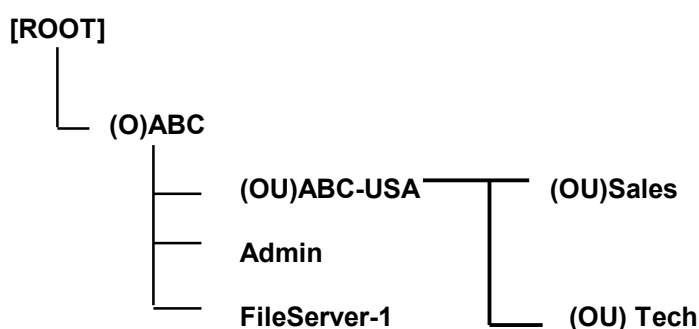 [ROOT]
(O)ABC
(OU)ABC-USA
(OU)Sales
Admin
FileServer-1
(OU) Tech